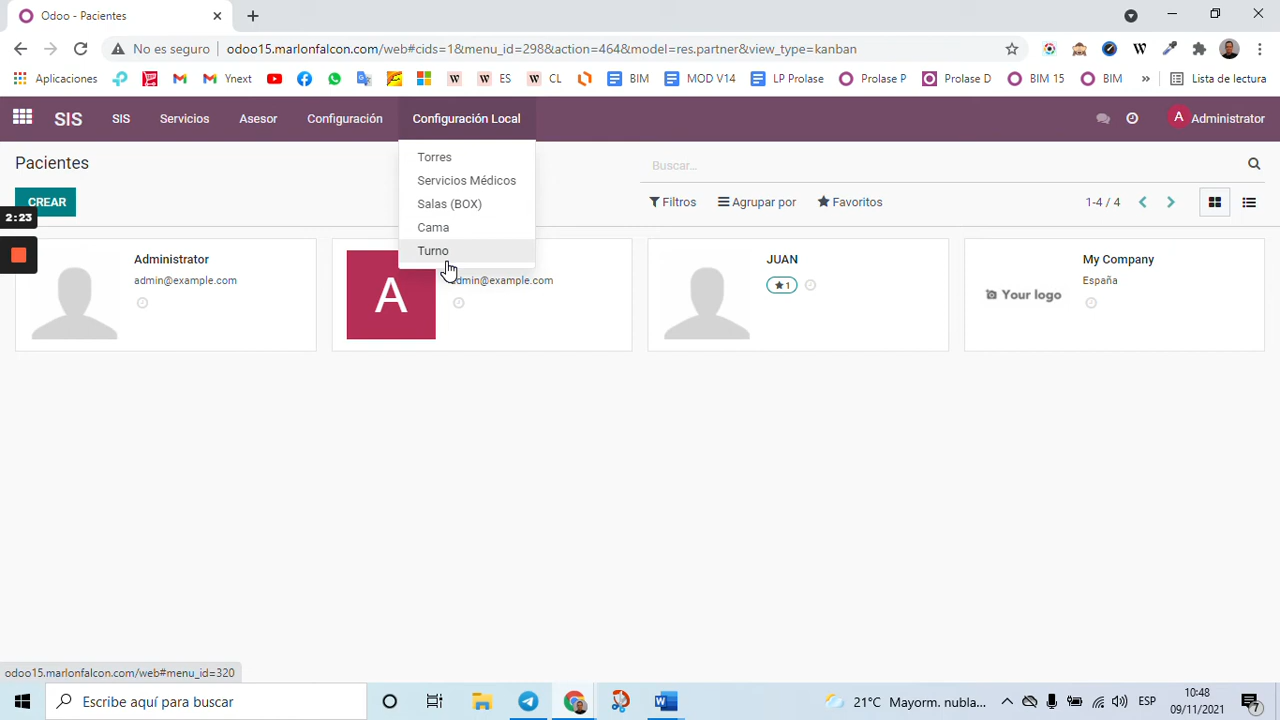 Odoo - Pacientes
No es seguro
odoo15.marlonfalcon.com/web#cids=1&menu_id=298&action=464&model=res.partner&view_type=kanban
Aplicaciones
Ynext
ES
CL
BIM
MOD V14
LP Prolase
Prolase P
Prolase D
BIM 15
BIM
»
Lista de lectura
SIS
SIS
Servicios
Asesor
Configuración
Configuración Local
A
Administrator
Pacientes
Torres
Servicios Médicos
Salas (BOX)
Cama
Turno
Buscar...
CREAR
Filtros
Agrupar por
Favoritos
1-4 / 4
2:23
Administrator
admin@example.com
A
admin@example.com
JUAN
1
Your logo
My Company
España
odoo15.marlonfalcon.com/web#menu_id=320
Escribe aquí para buscar
21°C Mayorm. nubla...
ESP
10:48
09/11/2021
7